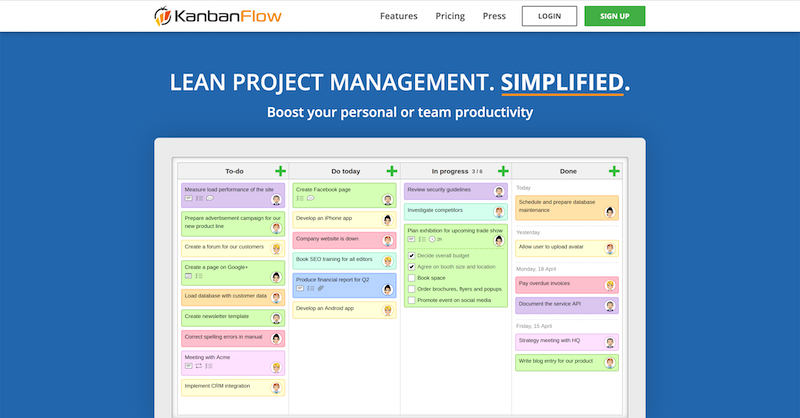 KanbanFlow
Features
Pricing
Press
LOGIN
SIGN UP
LEAN PROJECT MANAGEMENT. SIMPLIFIED.
Boost your personal or team productivity
To-do
Measure load performance of the site
Prepare advertisement campaign for our
new product line
Create a forum for our customers
Create a page on Google+
Load database with customer data
Create newsletter template
Correct spelling errors in manual
Meeting with Acme
Implement CRM integration
Do today
Create Facebook page
Develop an iPhone app
Company website is down
Book SEO training for all editors
Produce financial report for Q2
Develop an Android app
In progress 3 / 6
Review security guidelines
Investigate competitors
Plan exhibition for upcoming trade show
2h
Decide overall budget
Agree on booth size and location
Book space
Order brochures, flyers and popups
Promote event on social media
Done
Today
Schedule and prepare database
maintenance
Yesterday
Allow user to upload avatar
Monday, 18 April
Pay overdue invoices
Document the service API
Friday, 15 April
Strategy meeting with HQ
Write blog entry for our product